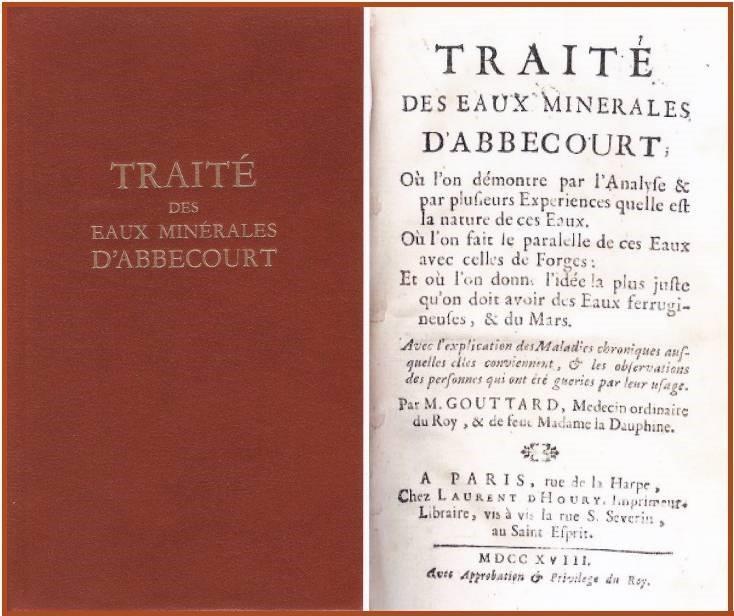 TRAITÉ
DES
EAUX MINÉRALES
D'ABBECOURT
TRAITÉ
DES EAUX MINERALES
D'ABBECOURT,
Où l'on démontre par l'Analyſe &
par pluſieurs Experiences quelle eſt
la nature de ces Eaux.
Où l'on fait le paralelle de ces Eaux
avec celles de Forges:
Et où l'on donne l'idée la plus juſte
qu'on doit avoir des Eaux ferrugi-
neuſes, & du Mars.
Avec l'explication des Maladies chroniques auſ-
quelles elles conviennent, & les obſervations
des perſonnes qui ont été gueries par leur uſage.
Par M. GOUTTARD, Medecin ordinaire
du Roy, & de feue Madame la Dauphine.
A PARIS, rue de la Harpe,
Chez LAURENT DHOURY, Imprimeur-
Libraire, vis à vis la rue S. Severin,
au Saint Eſprit.
MDCC XVIII.
Avec Approbation & Privilege du Roy.